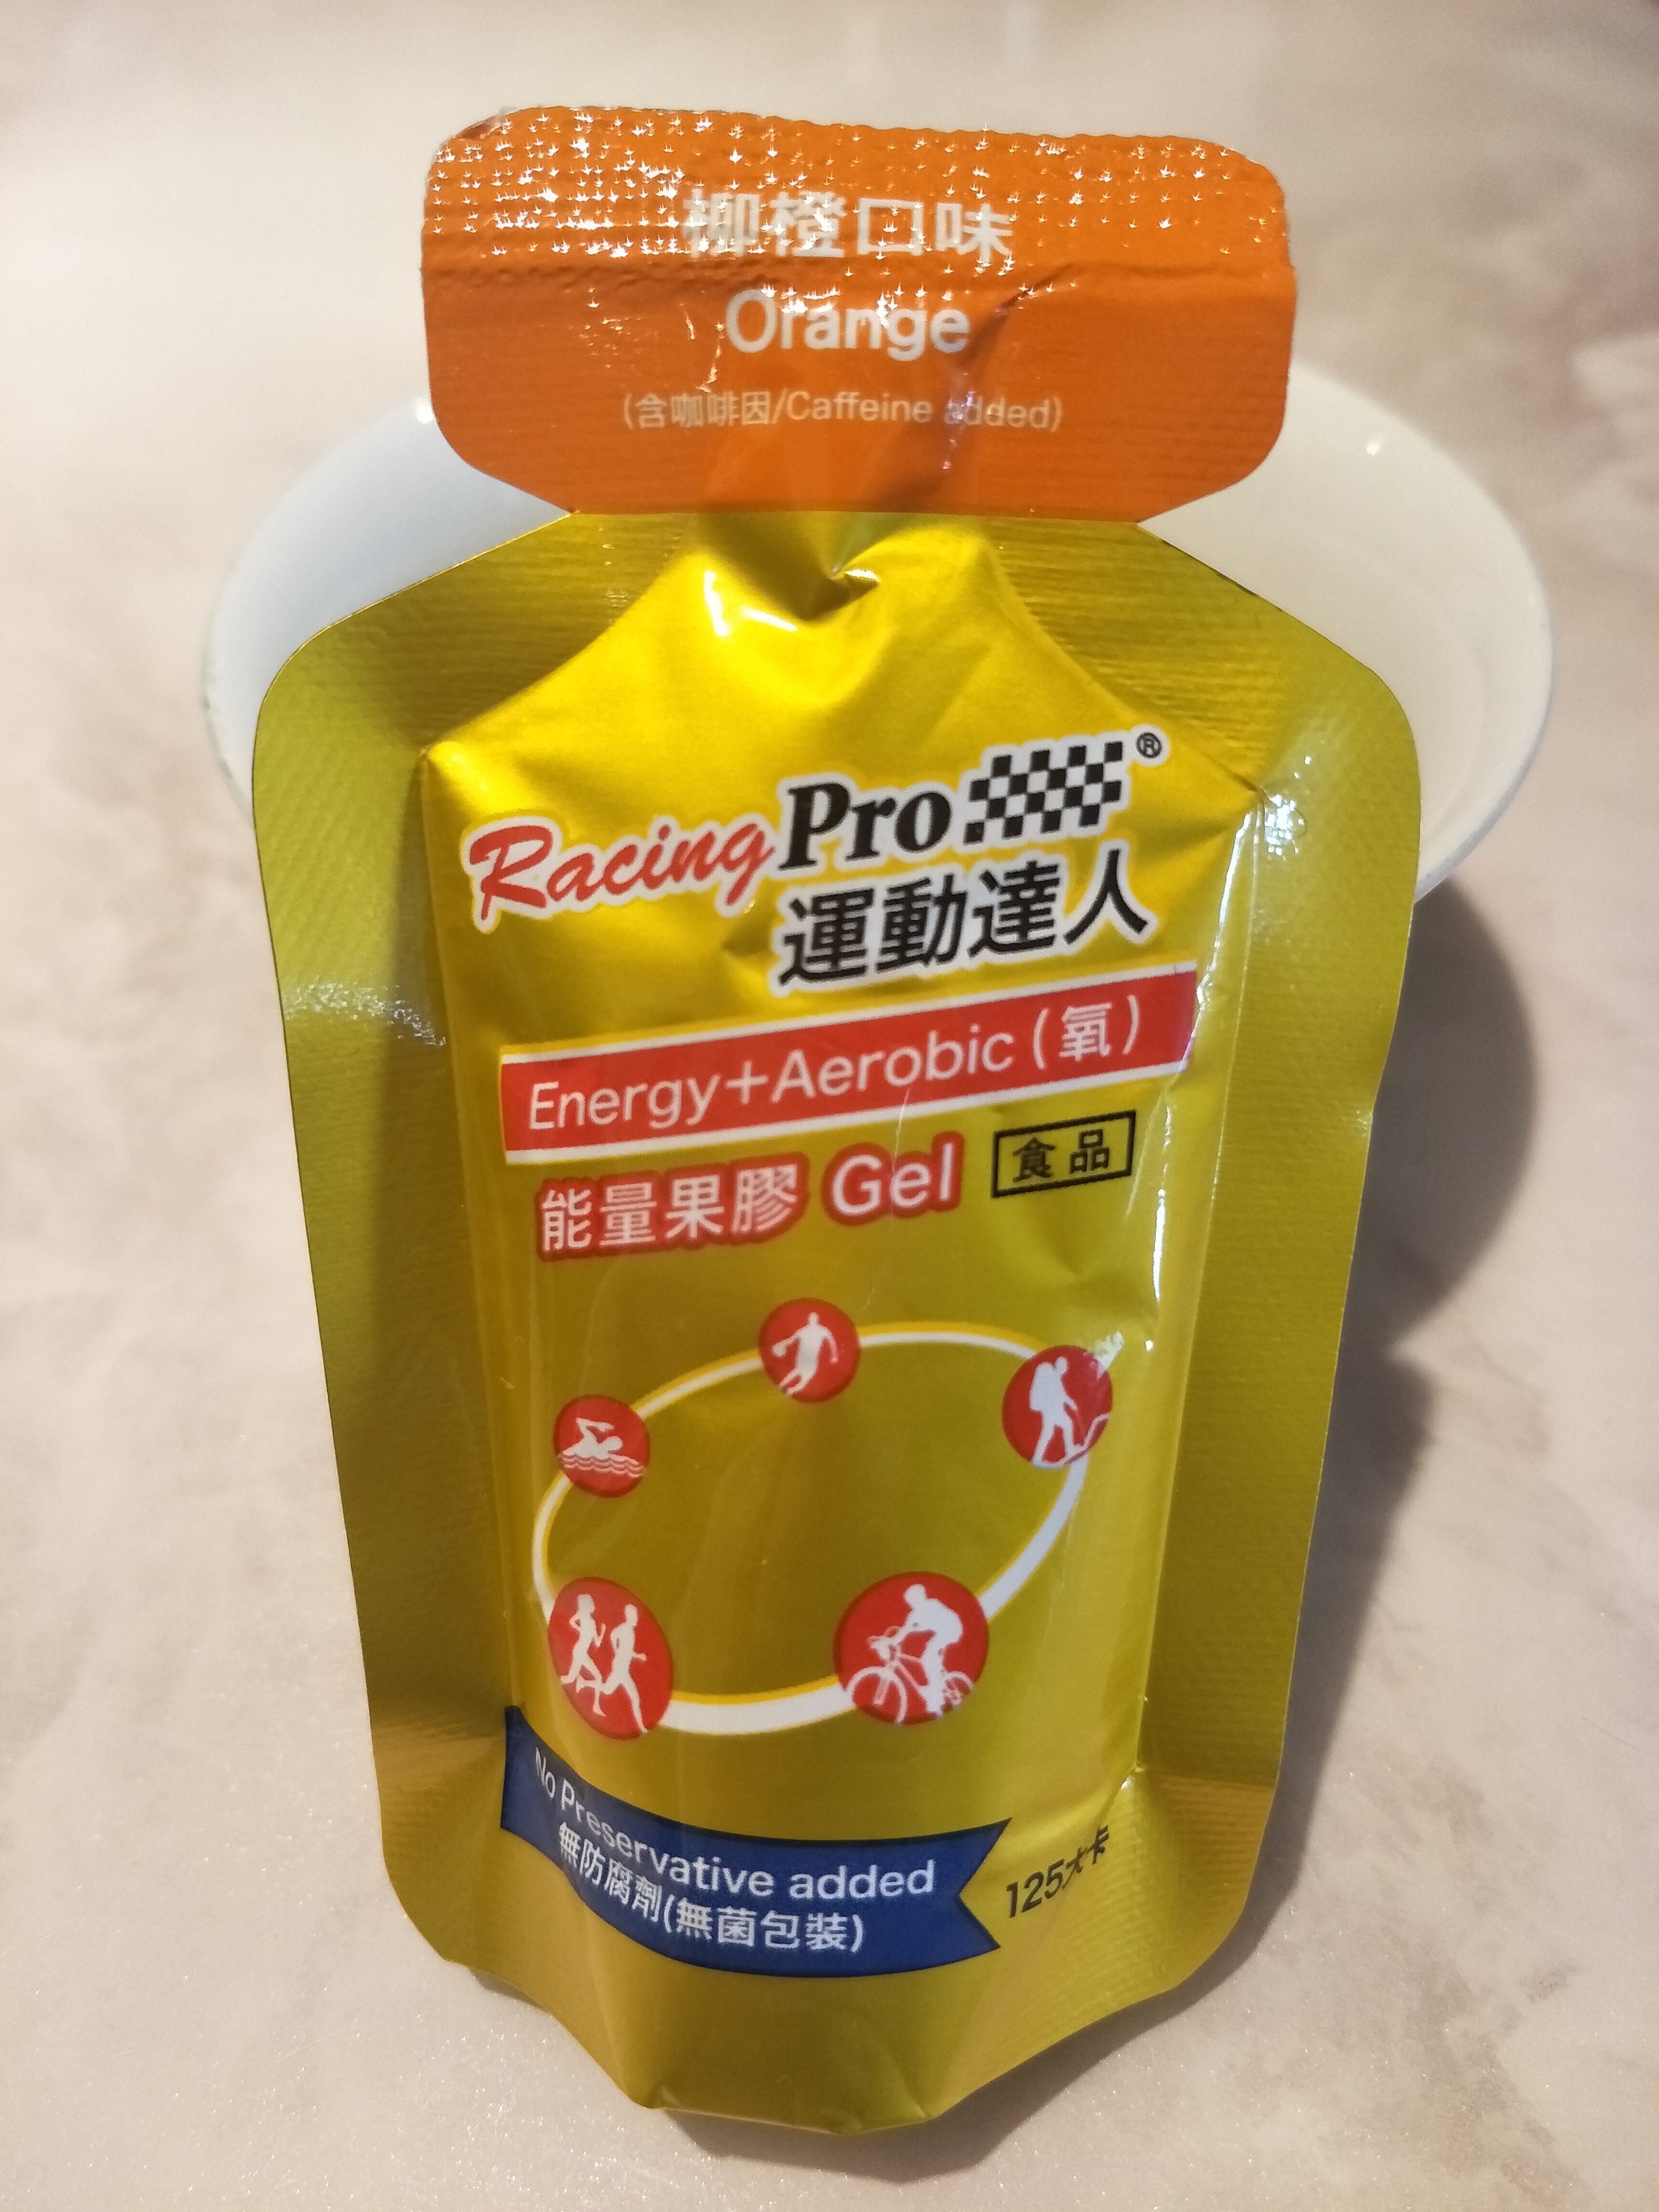 柳橙口味
Orange
(含咖啡因/Caffeine added)
Racing Pro®
運動達人
Energy+Aerobic(氧)
能量果膠 Gel 食品
No Preservative added
無防腐劑(無菌包裝)
125大卡